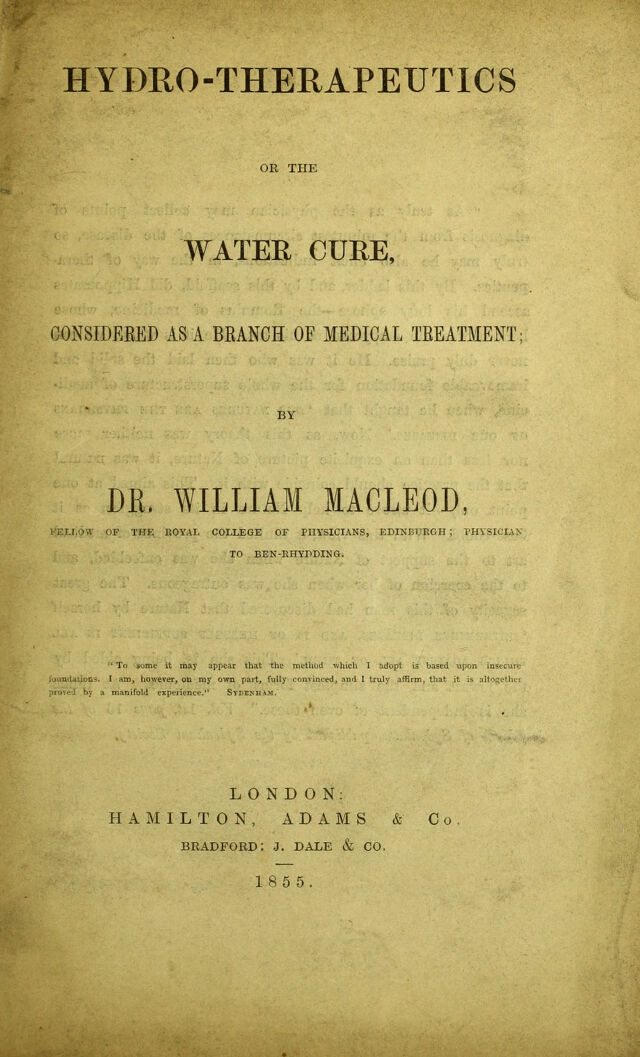 HYDRO-THERAPEUTICS
OR THE
WATER CURE,
CONSIDERED AS A BRANCH OF MEDICAL TREATMENT;
BY
DR. WILLIAM MACLEOD,
FELLOW OF THE ROYAL COLLEGE OF PHYSICIANS, EDINBURGH; PHYSICIAN
TO BEN-RHYDDING.
"To some it may appear that the method which I adopt is based upon insecure
foundations. I am, however, on my own part, fully convinced, and I truly affirm, that it is altogether
proved by a manifold experience." SYDENHAM.
LONDON:
HAMILTON, ADAMS & Co.
BRADFORD: J. DALE & CO.
1855.